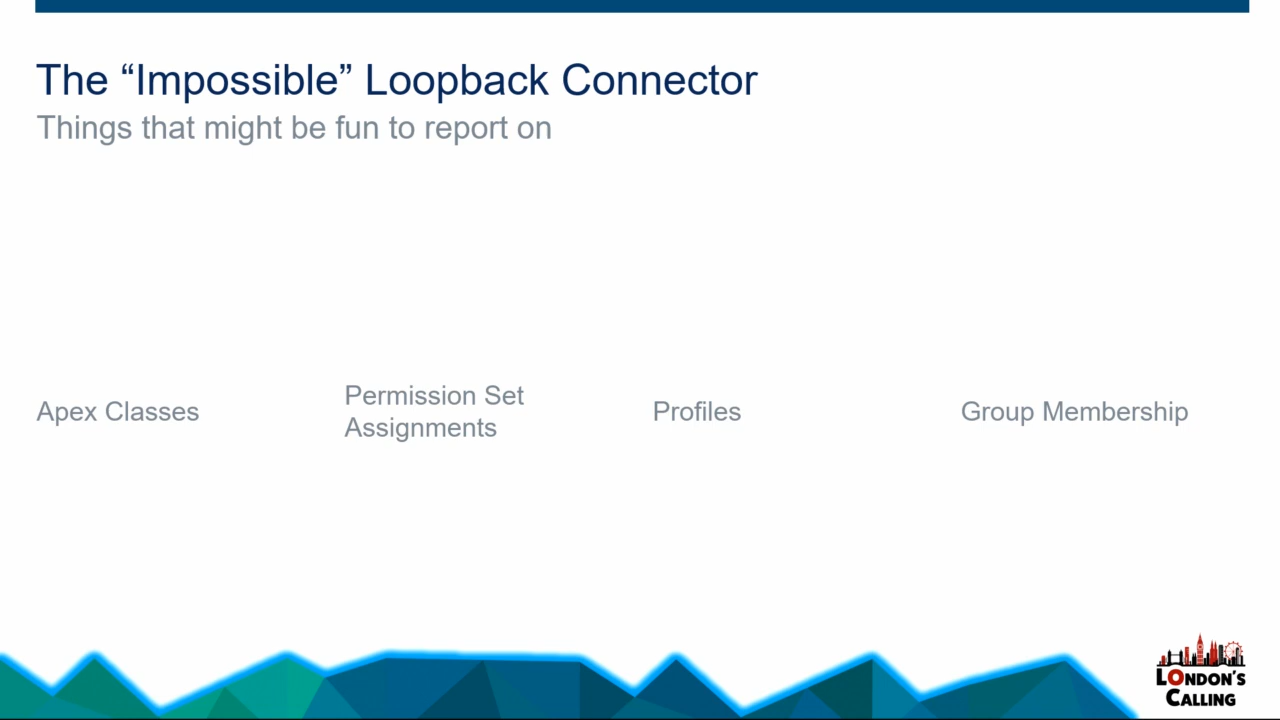 The “Impossible” Loopback Connector
Things that might be fun to report on
Apex Classes
Permission Set
Assignments
Profiles
Group Membership
LONDON'S
CALLING